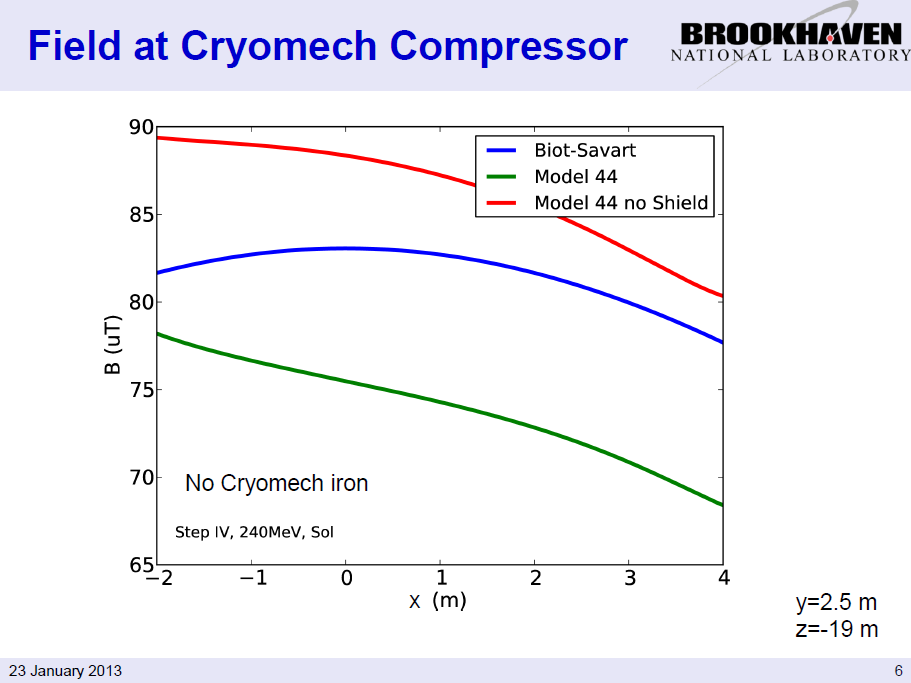 Field at Cryomech Compressor
BROOKHAVEN
NATIONAL LABORATORY
90
85
80
75
70
65
B (uT)
Biot-Savart
Model 44
Model 44 no Shield
No Cryomech iron
Step IV, 240MeV, Sol
−2
−1
0
1
2
3
4
x (m)
y=2.5 m
z=-19 m
23 January 2013
6